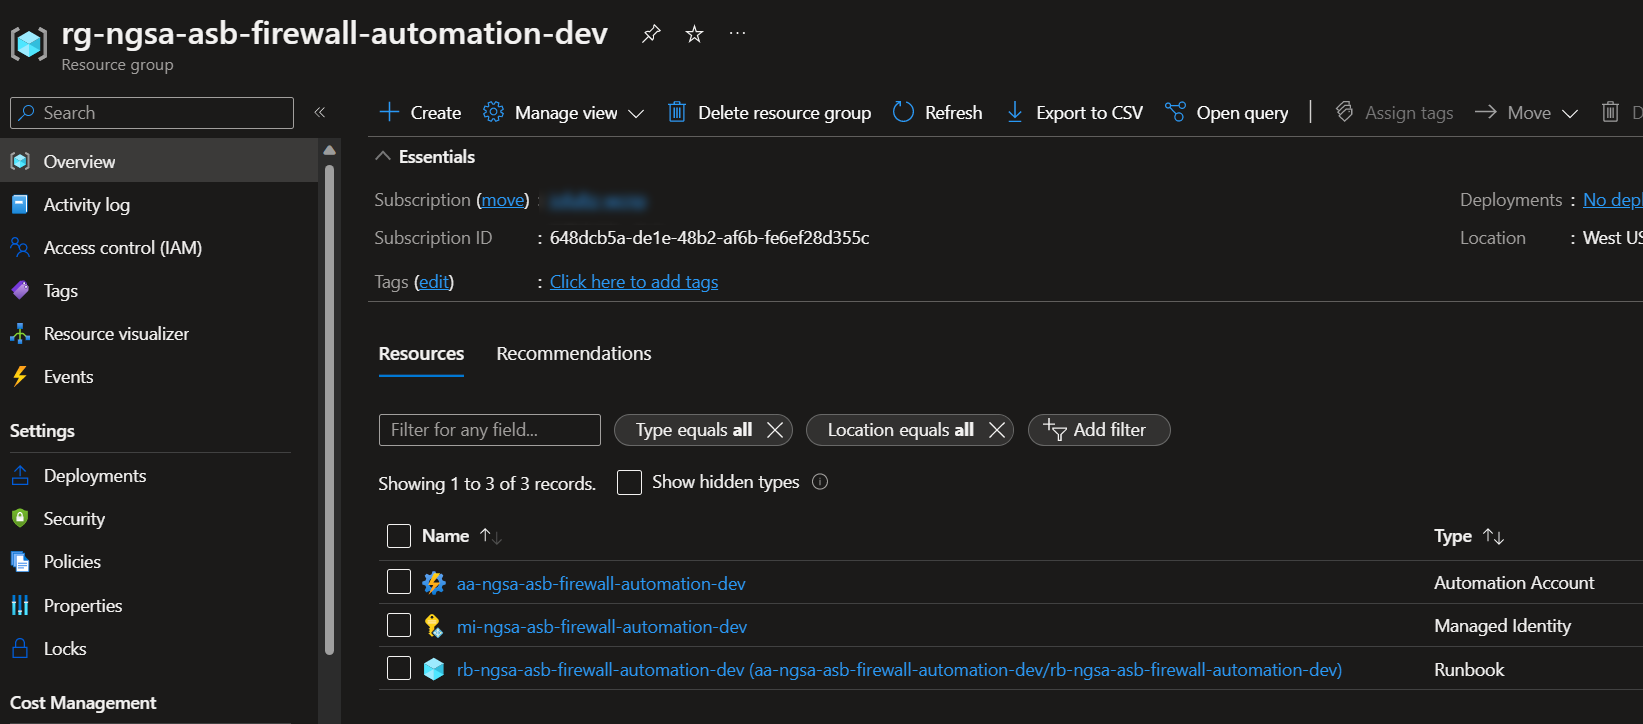 rg-ngsa-asb-firewall-automation-dev
Resource group
Search
Overview
Activity log
Access control (IAM)
Tags
Resource visualizer
Events
Settings
Deployments
Security
Policies
Properties
Locks
Cost Management
Create Manage view Delete resource group Refresh Export to CSV Open query Assign tags Move D
Essentials
Subscription (move) :
Deployments : No depl
Subscription ID : 648dcb5a-de1e-48b2-af6b-fe6ef28d355c
Location : West US
Tags (edit) : Click here to add tags
Resources Recommendations
Filter for any field... Type equals all Location equals all Add filter
Showing 1 to 3 of 3 records. Show hidden types
Name Type
aa-ngsa-asb-firewall-automation-dev Automation Account
mi-ngsa-asb-firewall-automation-dev Managed Identity
rb-ngsa-asb-firewall-automation-dev (aa-ngsa-asb-firewall-automation-dev/rb-ngsa-asb-firewall-automation-dev) Runbook